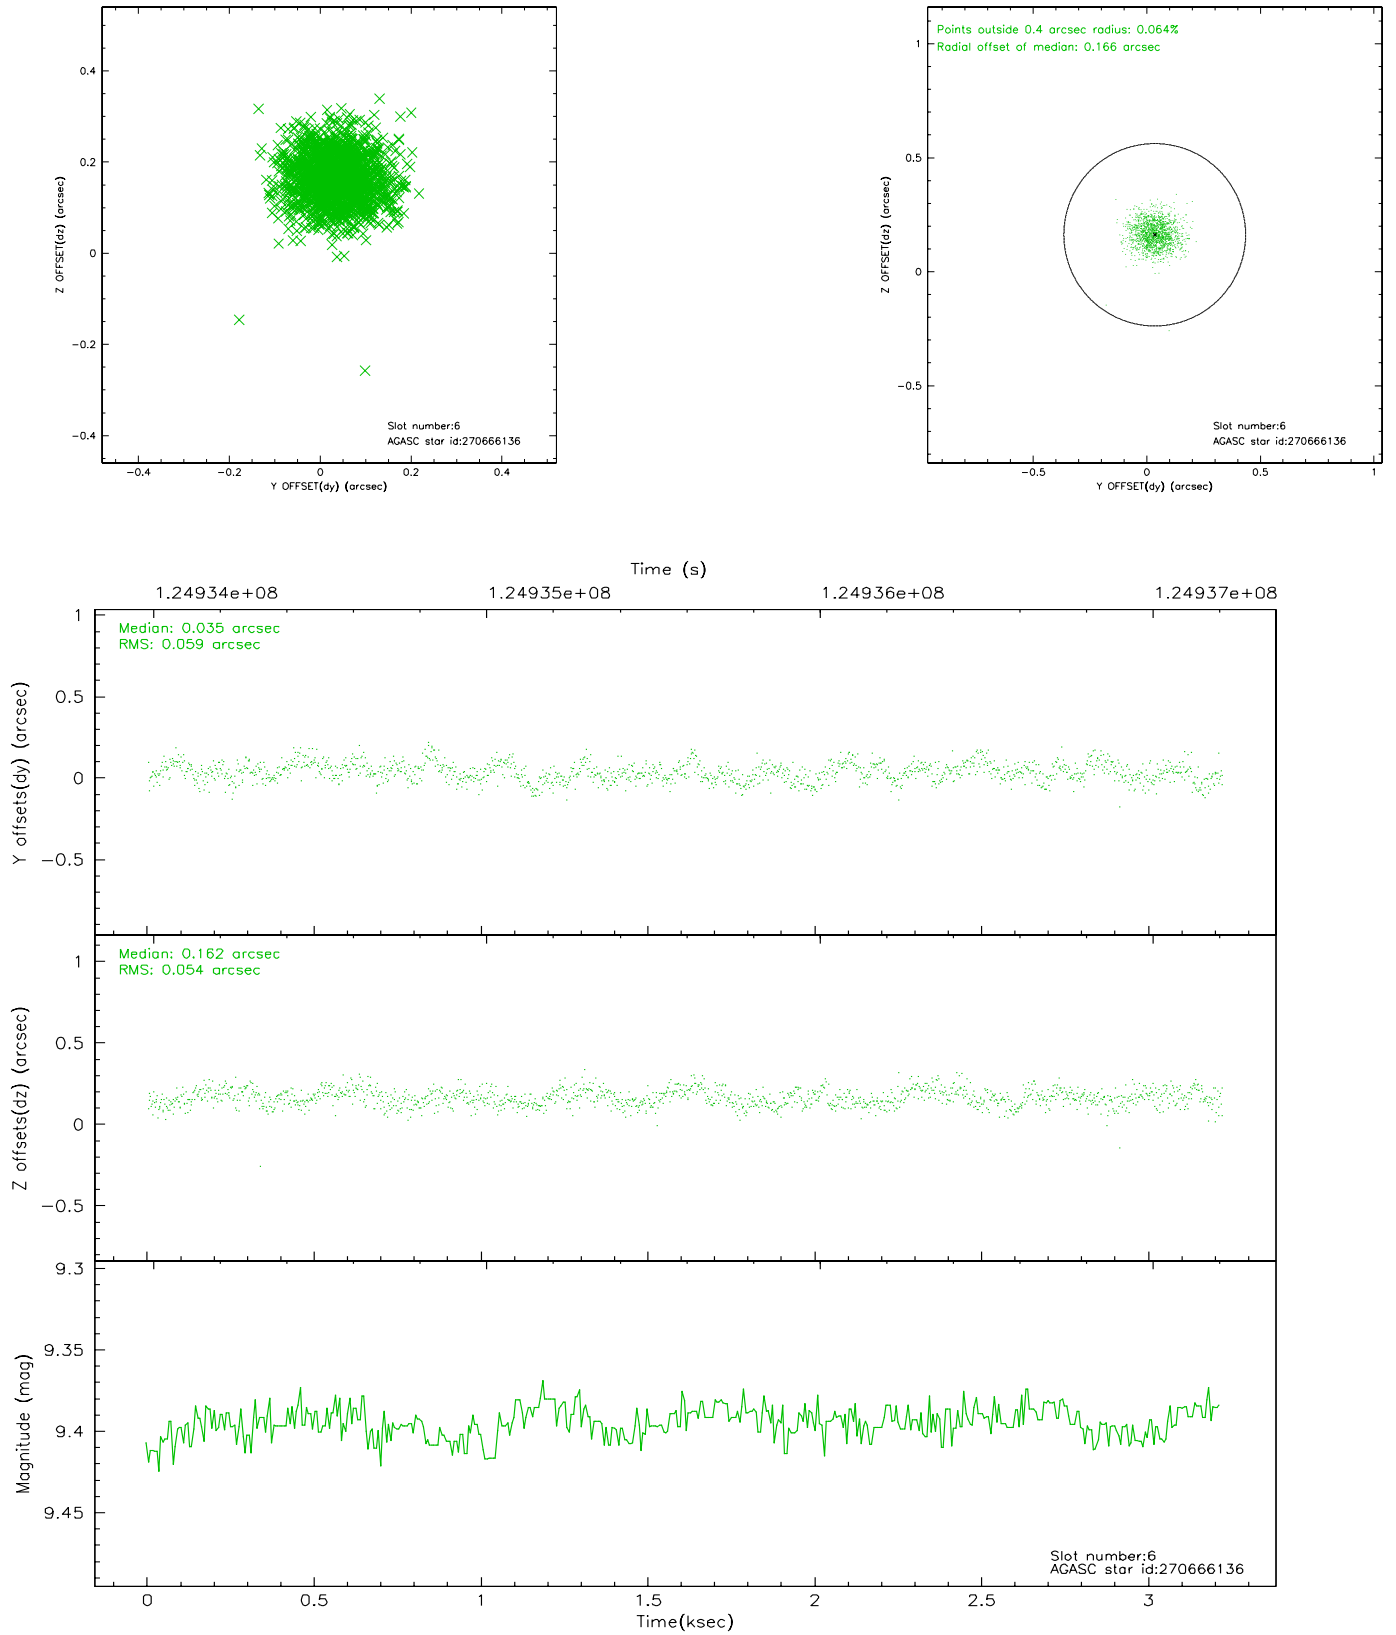 0.4
0.2
0
−0.2
−0.4
Z OFFSET(dz) (arcsec)
Slot number:6
AGASC star id:270666136
−0.4 −0.2 0 0.2 0.4
Y OFFSET(dy) (arcsec)
Points outside 0.4 arcsec radius: 0.064%
Radial offset of median: 0.166 arcsec
1
0.5
0
−0.5
Z OFFSET(dz) (arcsec)
Slot number:6
AGASC star id:270666136
−0.5 0 0.5 1
Y OFFSET(dy) (arcsec)
Time (s)
1.24934e+08 1.24935e+08 1.24936e+08 1.24937e+08
Median: 0.035 arcsec
RMS: 0.059 arcsec
1
0.5
0
−0.5
Y offsets(dy) (arcsec)
Median: 0.162 arcsec
RMS: 0.054 arcsec
1
0.5
0
−0.5
Z offsets(dz) (arcsec)
9.3
9.35
9.4
9.45
Magnitude (mag)
Slot number:6
AGASC star id:270666136
0 0.5 1 1.5 2 2.5 3
Time(ksec)